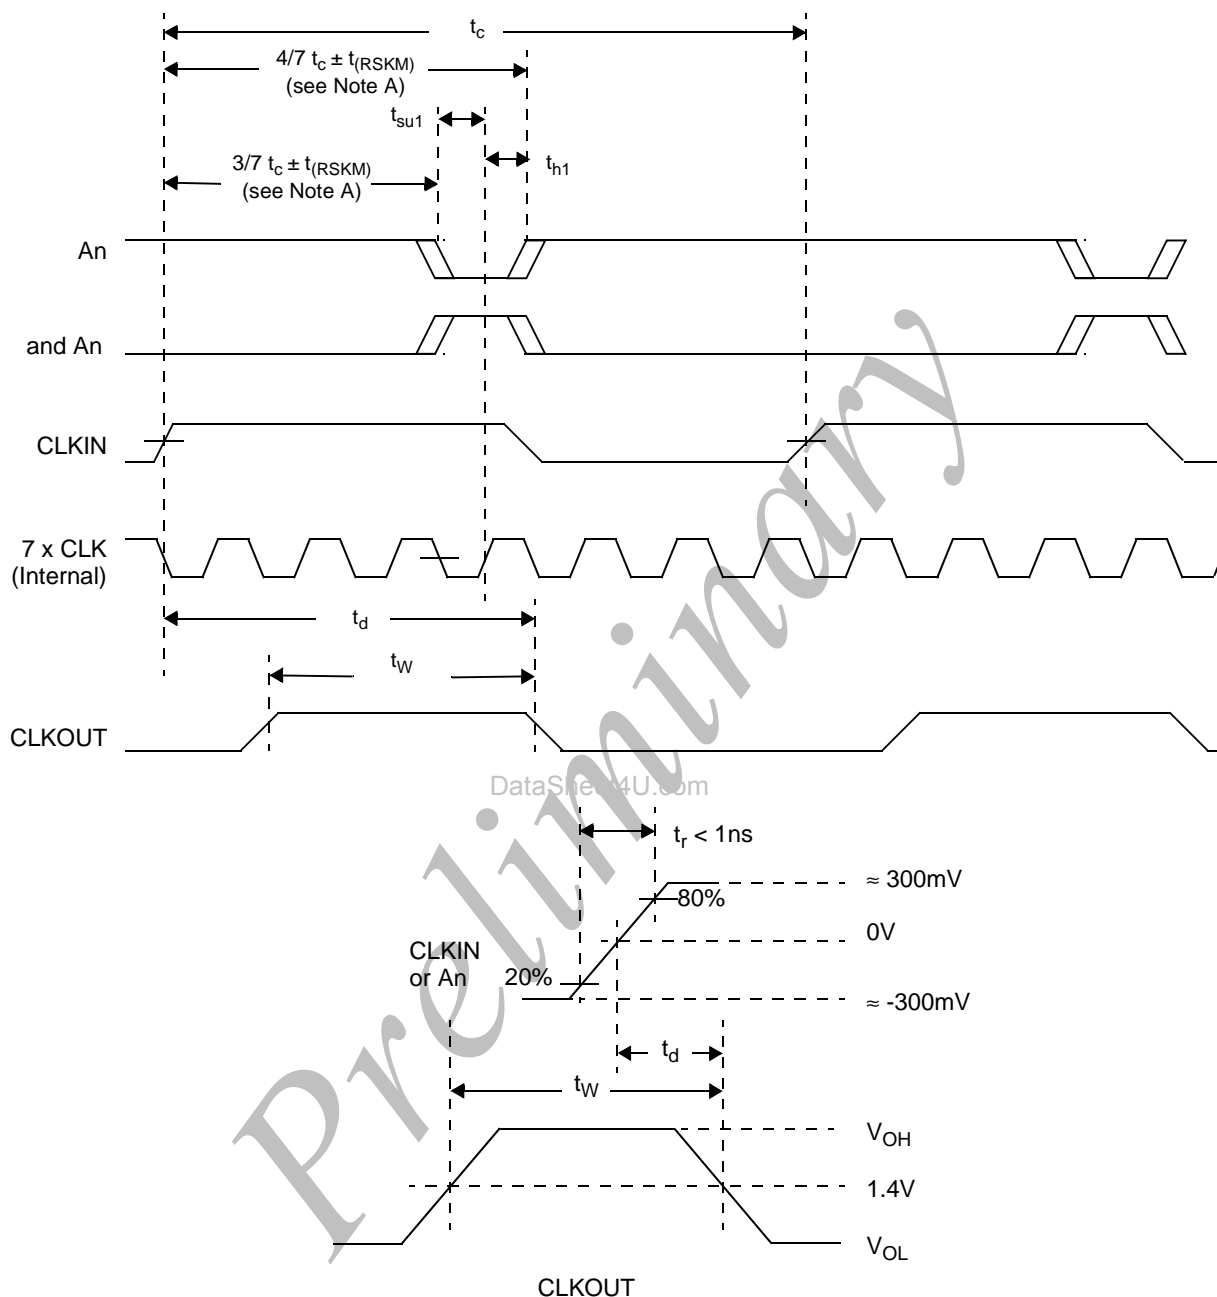 t_c
4/7 t_c ± t_(RSKM)
(see Note A)
t_su1
t_h1
3/7 t_c ± t_(RSKM)
(see Note A)
An
and An
CLKIN
7 x CLK
(Internal)
t_d
t_W
CLKOUT
DataSheet4U.com
Preliminary
t_r < 1ns
≈ 300mV
80%
0V
CLKIN
or An
20%
≈ -300mV
t_d
t_W
V_OH
1.4V
V_OL
CLKOUT